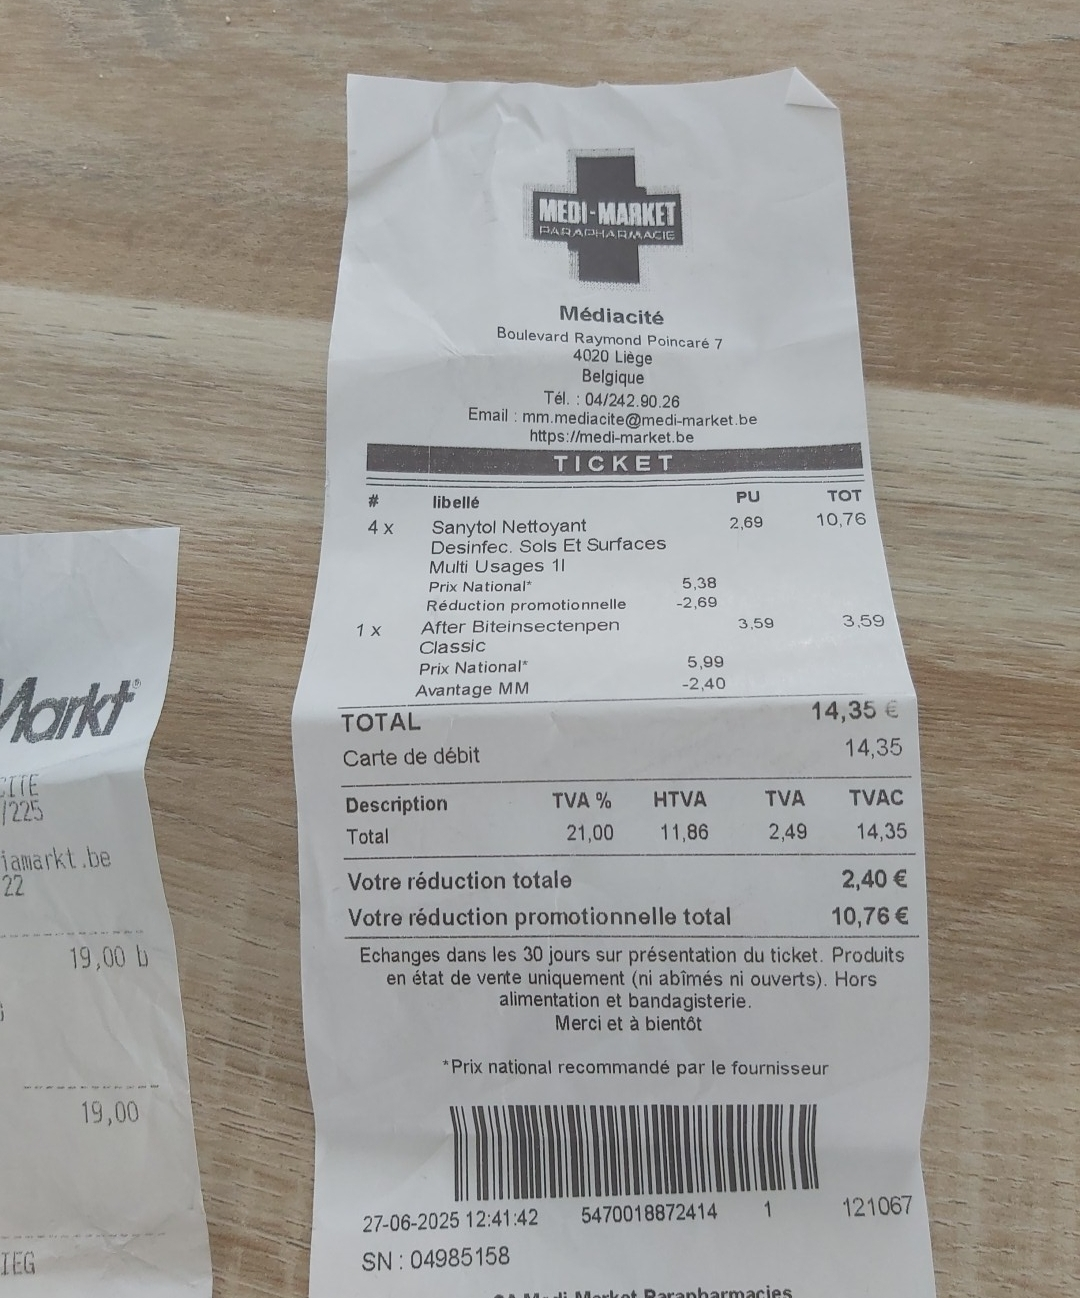 MEDI-MARKET
PARAPHARMACIE
Médiacité
Boulevard Raymond Poincaré 7
4020 Liège
Belgique
Tél. : 04/242.90.26
Email : mm.mediacite@medi-market.be
https://medi-market.be
TICKET
# libellé PU TOT
4 x Sanytol Nettoyant 2,69 10,76
Desinfec. Sols Et Surfaces
Multi Usages 1l
Prix National* 5,38
Réduction promotionnelle -2,69
1 x After Biteinsectenpen 3,59 3,59
Classic
Prix National* 5,99
Avantage MM -2,40
TOTAL 14,35 €
Carte de débit 14,35
Description TVA % HTVA TVA TVAC
Total 21,00 11,86 2,49 14,35
Votre réduction totale 2,40 €
Votre réduction promotionnelle total 10,76 €
Echanges dans les 30 jours sur présentation du ticket. Produits
en état de vente uniquement (ni abîmés ni ouverts). Hors
alimentation et bandagisterie.
Merci et à bientôt
*Prix national recommandé par le fournisseur
27-06-2025 12:41:42 5470018872414 1 121067
SN : 04985158
Medi-Market Parapharmacies
Markt®
CITE
/225
iamarkt.be
22
19,00 b
19,00
IEG